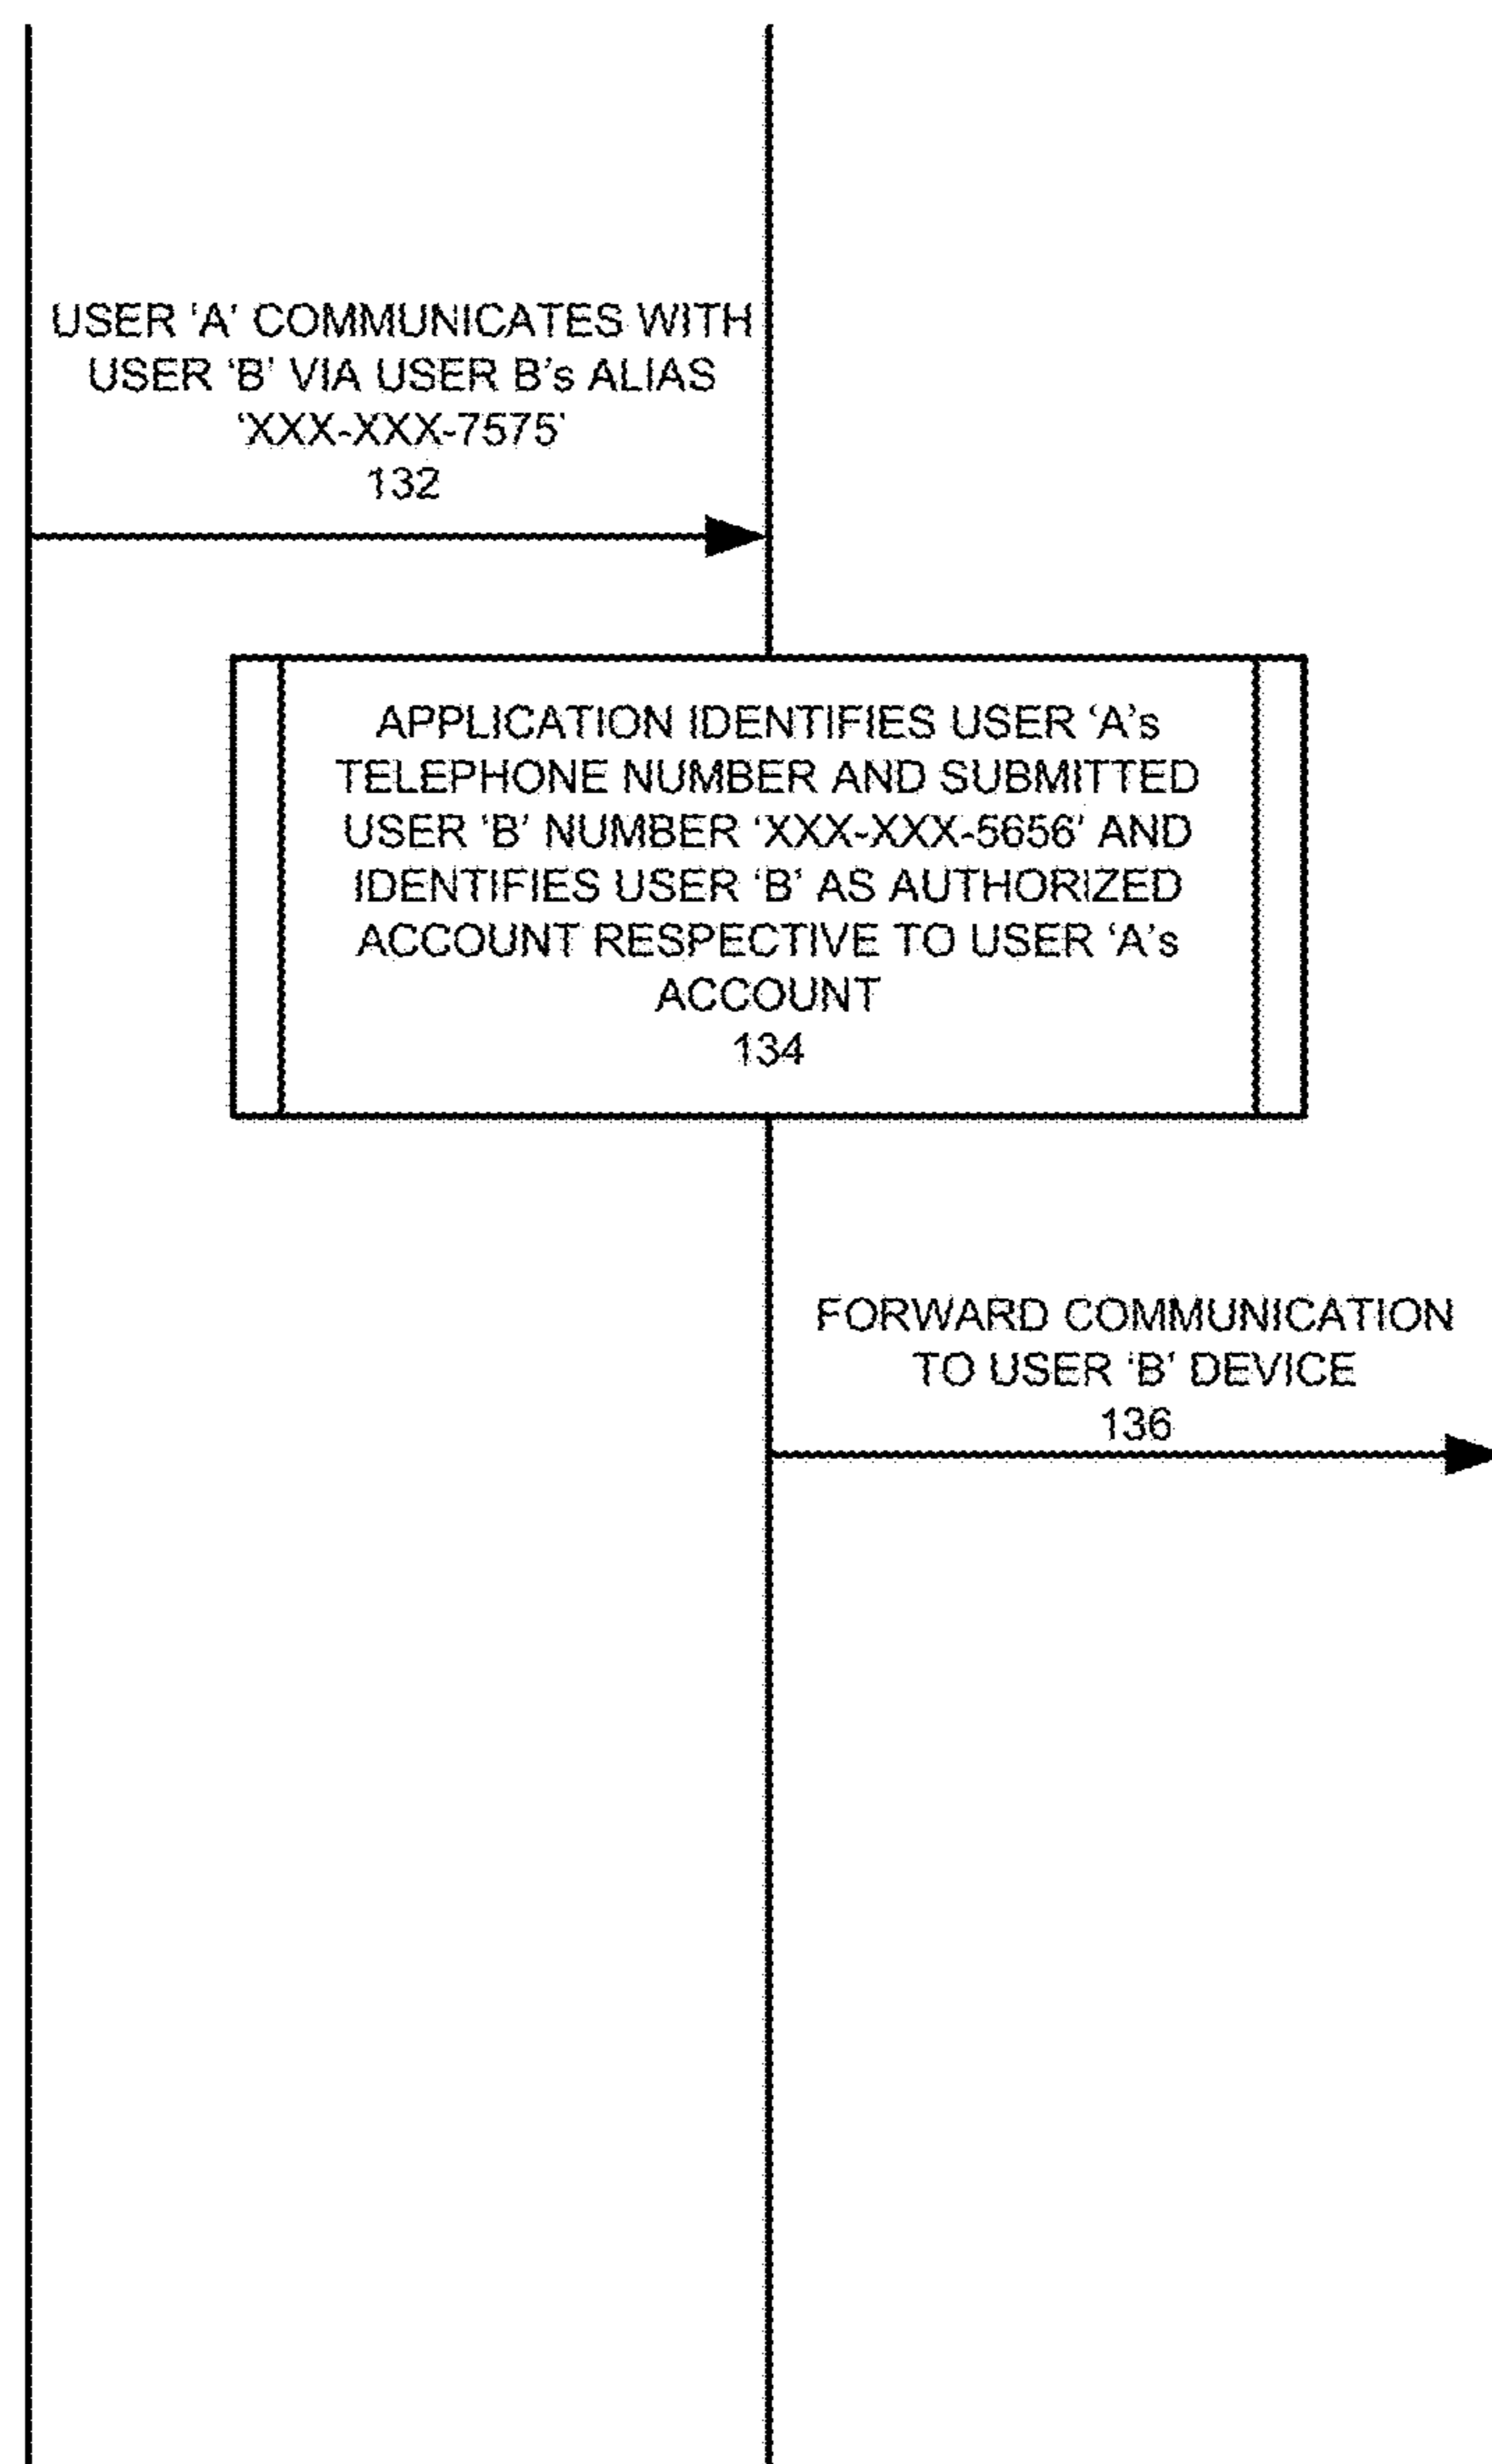 USER 'A' COMMUNICATES WITH
USER 'B' VIA USER B's ALIAS
'XXX-XXX-7575'
132
APPLICATION IDENTIFIES USER 'A's
TELEPHONE NUMBER AND SUBMITTED
USER 'B' NUMBER 'XXX-XXX-5656' AND
IDENTIFIES USER 'B' AS AUTHORIZED
ACCOUNT RESPECTIVE TO USER 'A's
ACCOUNT
134
FORWARD COMMUNICATION
TO USER 'B' DEVICE
136